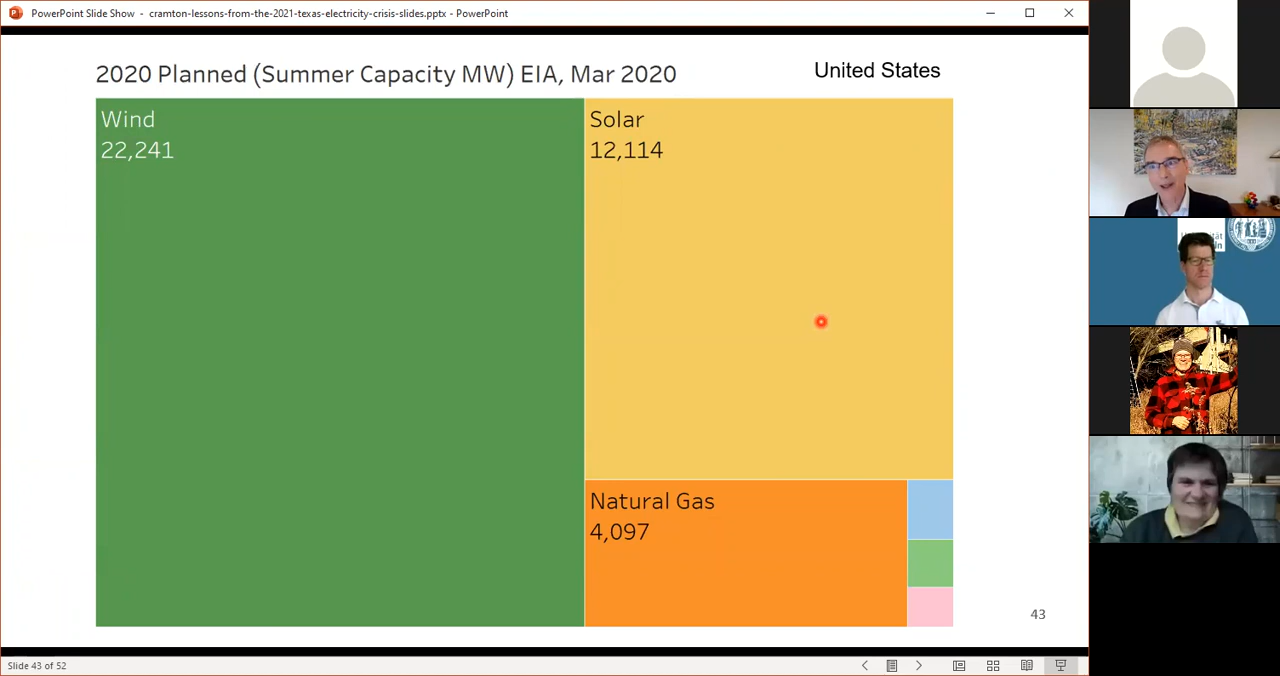 PowerPoint Slide Show - cramton-lessons-from-the-2021-texas-electricity-crisis-slides.pptx - PowerPoint
2020 Planned (Summer Capacity MW) EIA, Mar 2020
United States
Wind
22,241
Solar
12,114
Natural Gas
4,097
43
Slide 43 of 52